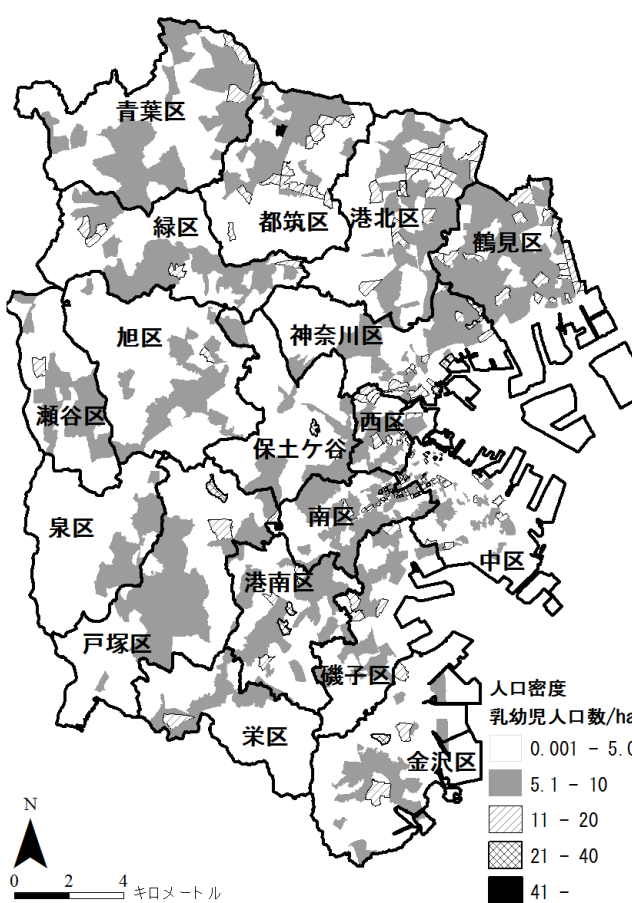 青葉区
緑区
都筑区
港北区
鶴見区
旭区
神奈川区
瀬谷区
西区
保土ケ谷
泉区
南区
中区
港南区
戸塚区
磯子区
栄区
金沢区
人口密度
乳幼児人口数/ha
0.001 - 5.0
5.1 - 10
11 - 20
21 - 40
41 -
N
0 2 4 キロメートル